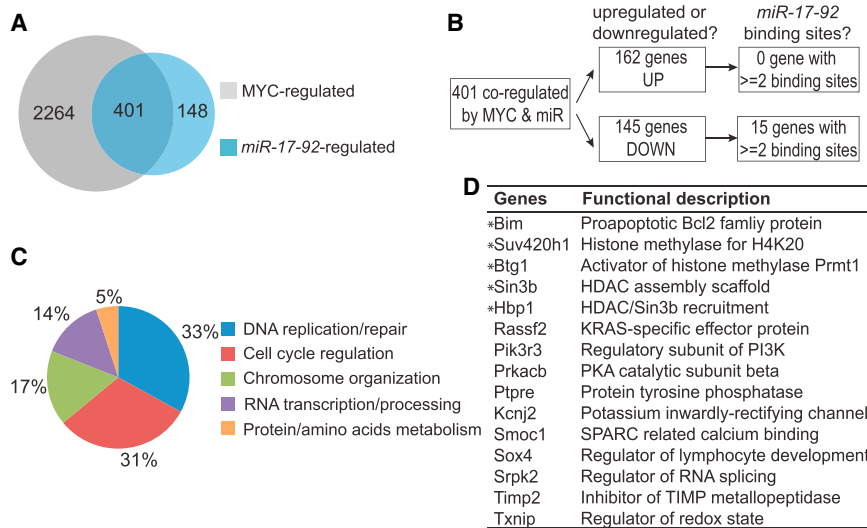 A
2264
401
148
MYC-regulated
miR-17-92-regulated
B
upregulated or
downregulated?
miR-17-92
binding sites?
401 co-regulated
by MYC & miR
162 genes
UP
0 gene with
>=2 binding sites
145 genes
DOWN
15 genes with
>=2 binding sites
C
5%
14%
33%
17%
31%
DNA replication/repair
Cell cycle regulation
Chromosome organization
RNA transcription/processing
Protein/amino acids metabolism
D
Genes Functional description
*Bim Proapoptotic Bcl2 famliy protein
*Suv420h1 Histone methylase for H4K20
*Btg1 Activator of histone methylase Prmt1
*Sin3b HDAC assembly scaffold
*Hbp1 HDAC/Sin3b recruitment
Rassf2 KRAS-specific effector protein
Pik3r3 Regulatory subunit of PI3K
Prkacb PKA catalytic subunit beta
Ptpre Protein tyrosine phosphatase
Kcnj2 Potassium inwardly-rectifying channel
Smoc1 SPARC related calcium binding
Sox4 Regulator of lymphocyte development
Srpk2 Regulator of RNA splicing
Timp2 Inhibitor of TIMP metallopeptidase
Txnip Regulator of redox state